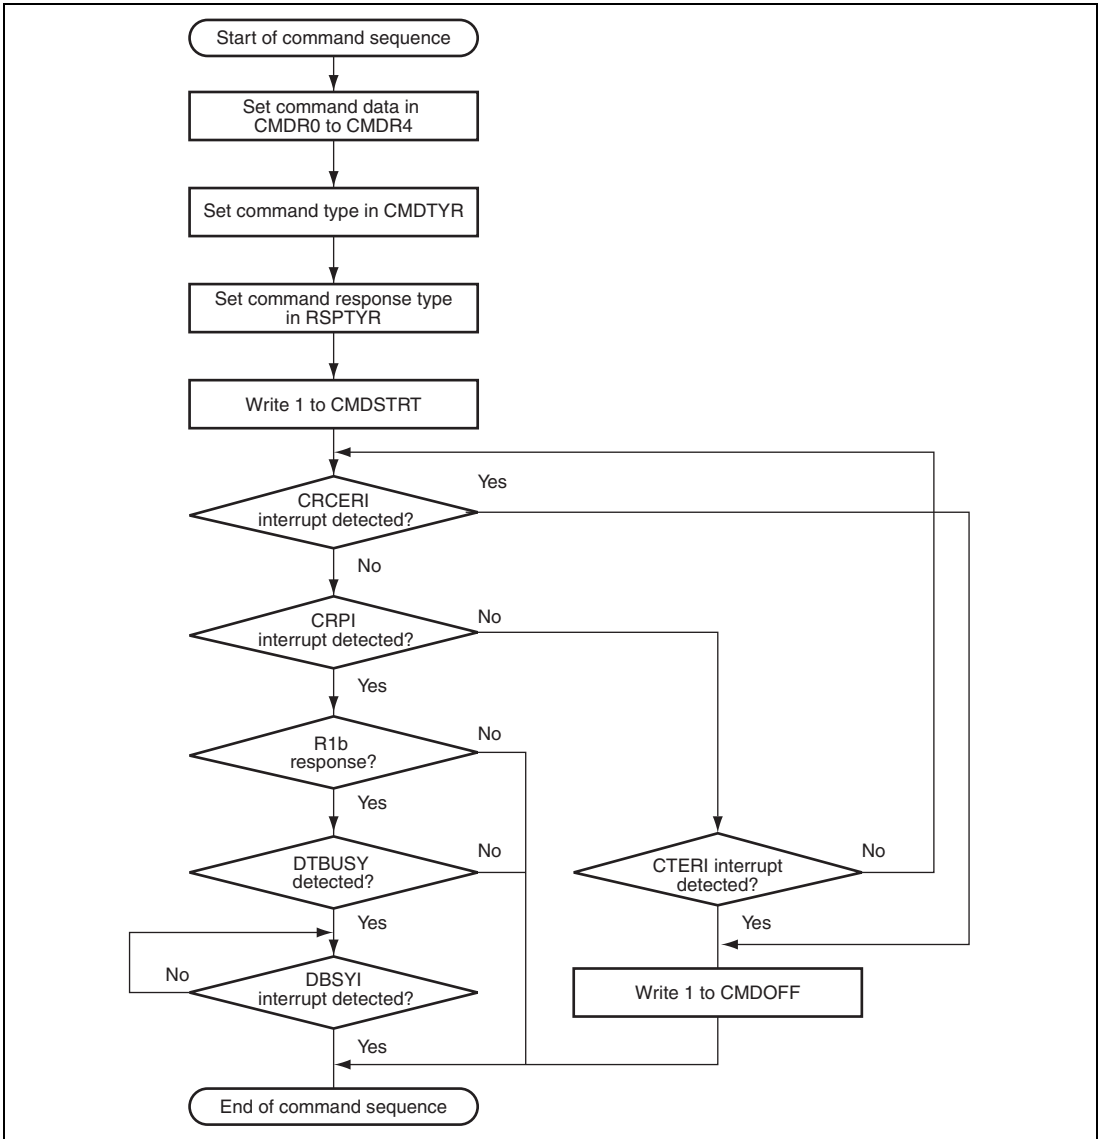 Start of command sequence
Set command data in
CMDR0 to CMDR4
Set command type in CMDTYR
Set command response type
in RSPTYR
Write 1 to CMDSTRT
CRCERI
interrupt detected?
Yes
No
CRPI
interrupt detected?
No
Yes
R1b
response?
No
Yes
DTBUSY
detected?
No
Yes
CTERI interrupt
detected?
No
Yes
DBSYI
interrupt detected?
No
Yes
Write 1 to CMDOFF
End of command sequence